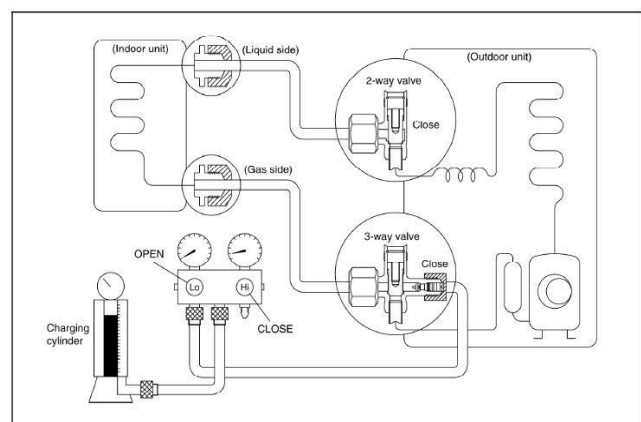 (Indoor unit)
(Liquid side)
(Outdoor unit)
2-way valve
Close
(Gas side)
3-way valve
Close
OPEN
Lo
Hi
CLOSE
Charging
cylinder